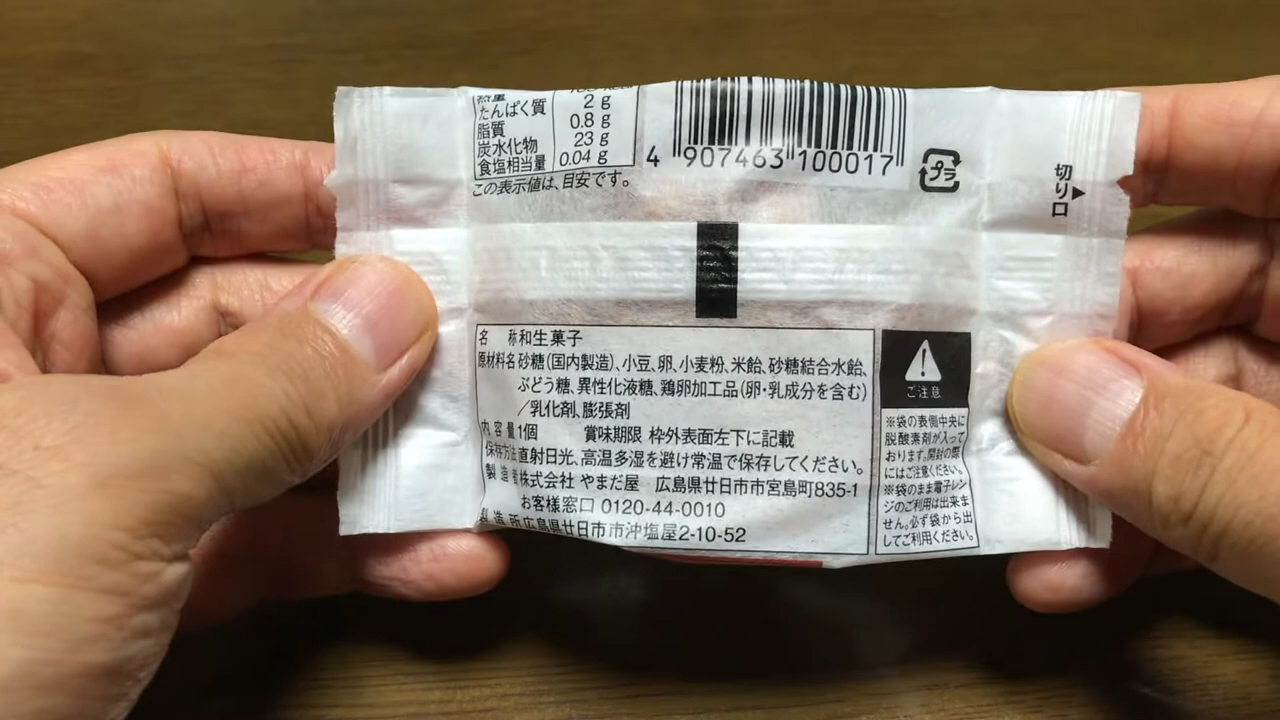 熱量
たんぱく質 2g
脂質 0.8g
炭水化物 23g
食塩相当量 0.04g
この表示値は、目安です。
4 907463 100017
プラ
切り口
名 称 和生菓子
原材料名 砂糖(国内製造)、小豆、卵、小麦粉、米飴、砂糖結合水飴、
ぶどう糖、異性化液糖、鶏卵加工品(卵・乳成分を含む)
/乳化剤、膨張剤
内容量 1個 賞味期限 枠外表面左下に記載
保存方法 直射日光、高温多湿を避け常温で保存してください。
製造者 株式会社 やまだ屋 広島県廿日市市宮島町835-1
お客様窓口 0120-44-0010
製造所 広島県廿日市市沖塩屋2-10-52
ご注意
※袋の表側中央に
脱酸素剤が入って
おります。開封の際
にはご注意ください。
※袋のまま電子レン
ジのご利用は出来ま
せん。必ず袋から出
してご利用ください。